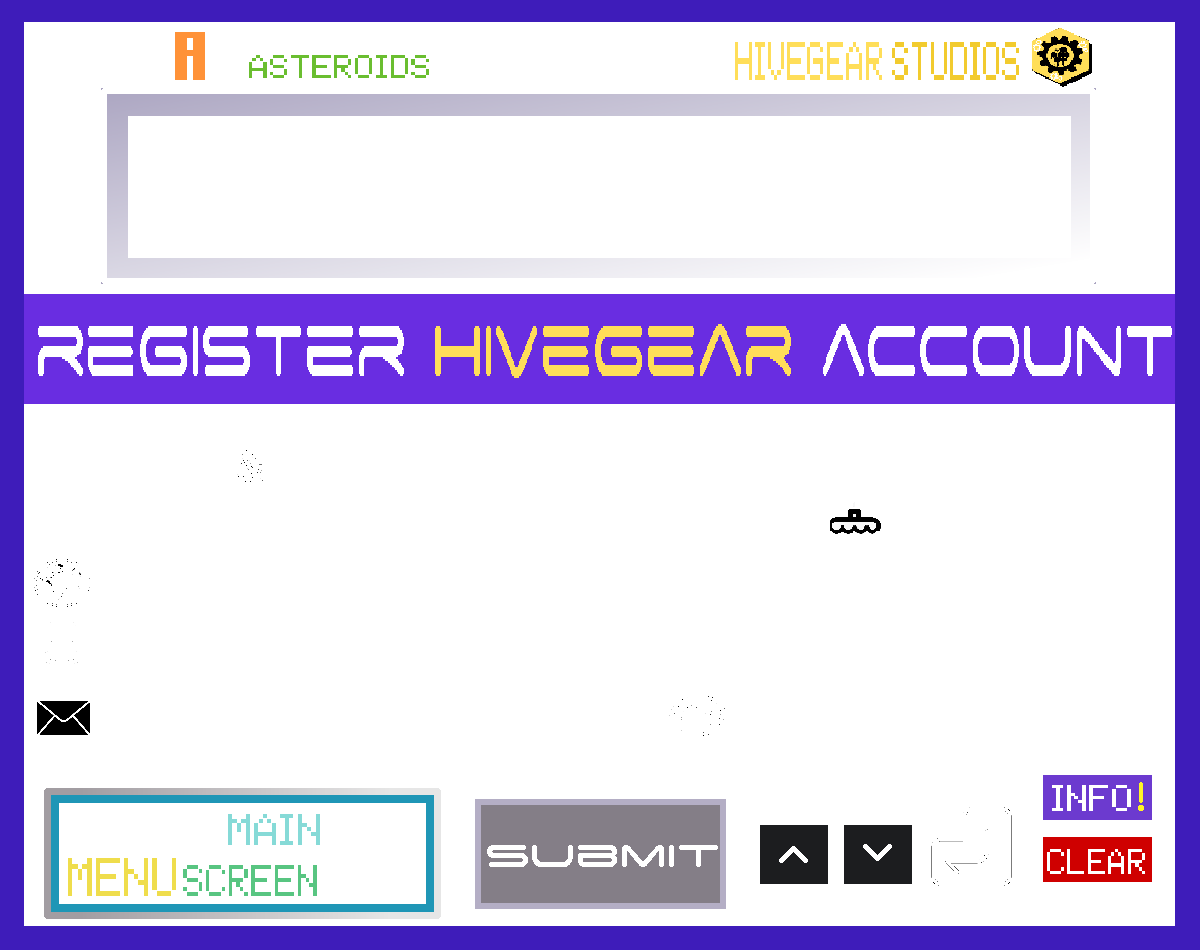 A ASTEROIDS HIVEGEAR STUDIOS
REGISTER HIVEGEAR ACCOUNT
MAIN
MENU SCREEN
SUBMIT
INFO!
CLEAR